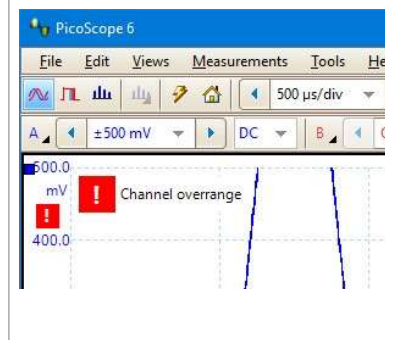 PicoScope 6
File Edit Views Measurements Tools He
500 µs/div
A ±500 mV DC B
500.0
mV ! Channel overrange
!
400.0